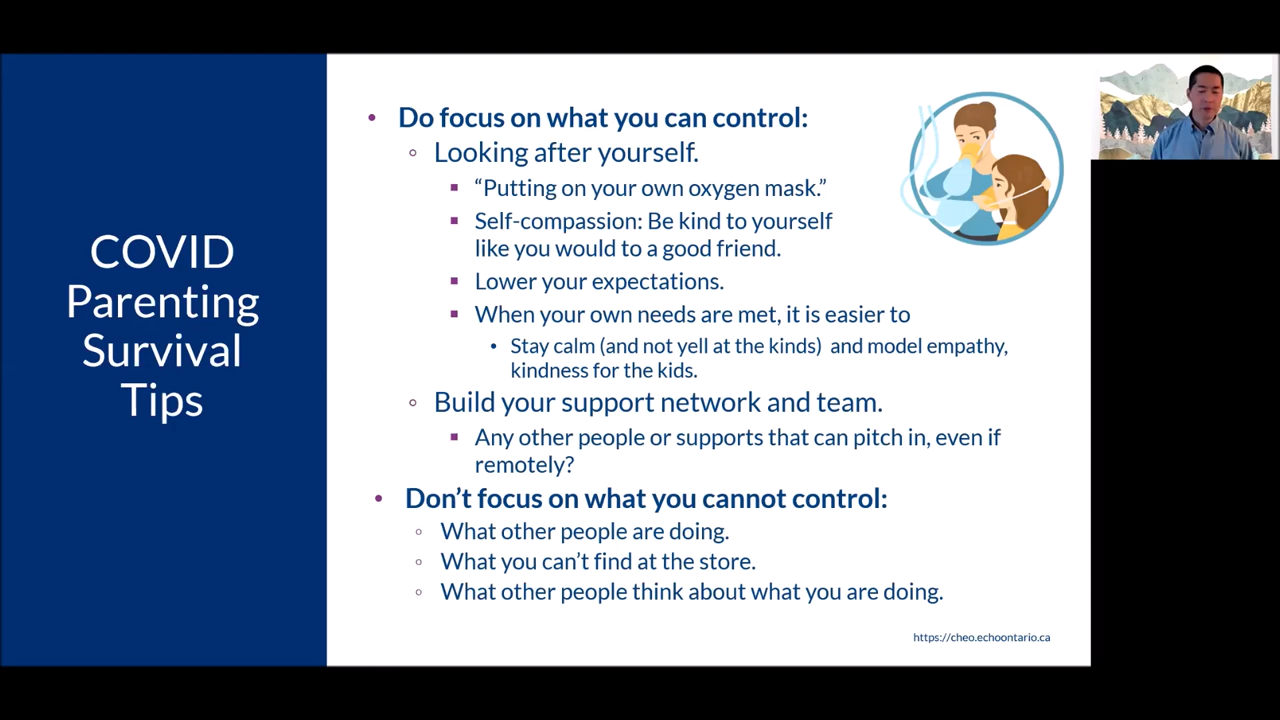 COVID
Parenting
Survival
Tips
• Do focus on what you can control:
○ Looking after yourself.
▪ “Putting on your own oxygen mask.”
▪ Self-compassion: Be kind to yourself
like you would to a good friend.
▪ Lower your expectations.
▪ When your own needs are met, it is easier to
• Stay calm (and not yell at the kinds)  and model empathy,
kindness for the kids.
○ Build your support network and team.
▪ Any other people or supports that can pitch in, even if
remotely?
• Don’t focus on what you cannot control:
○ What other people are doing.
○ What you can’t find at the store.
○ What other people think about what you are doing.
https://cheo.echoontario.ca